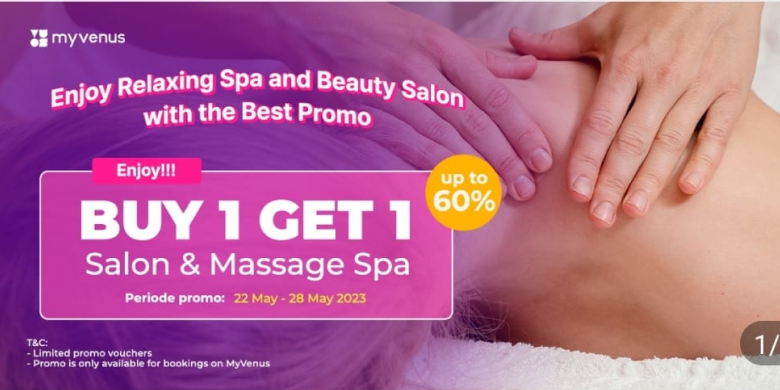 myvenus
Enjoy Relaxing Spa and Beauty Salon
with the Best Promo
Enjoy!!!
up to
60%
BUY 1 GET 1
Salon & Massage Spa
Periode promo: 22 May - 28 May 2023
T&C:
- Limited promo vouchers
- Promo is only available for bookings on MyVenus
1/